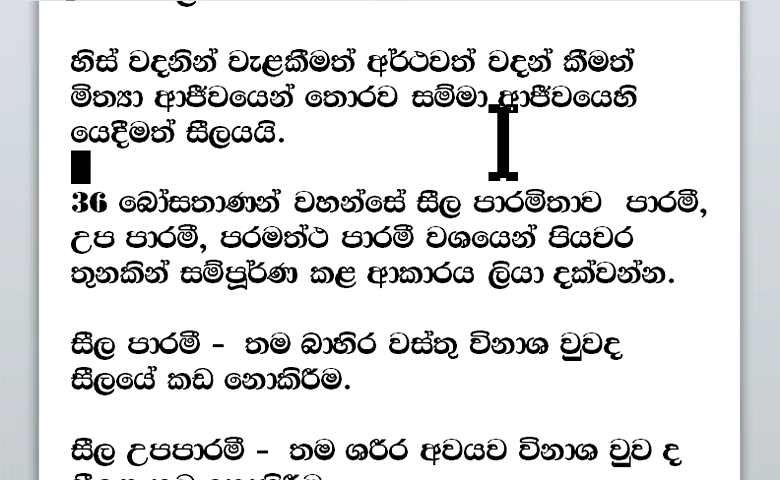 හිස් වදනින් වැළකීමත් අර්ථවත් වදන් කීමත්
මිත්‍යා ආජීවයෙන් තොරව සම්මා ආජීවයෙහි
යෙදීමත් සීලයයි.
36 බෝසතාණන් වහන්සේ සීල පාරමිතාව පාරමී,
උප පාරමී, පරමත්ථ පාරමී වශයෙන් පියවර
තුනකින් සම්පූර්ණ කළ ආකාරය ලියා දක්වන්න.
සීල පාරමී - තම බාහිර වස්තු විනාශ වුවද
සීලයේ කඩ නොකිරීම.
සීල උපපාරමී - තම ශරීර අවයව විනාශ වුව ද